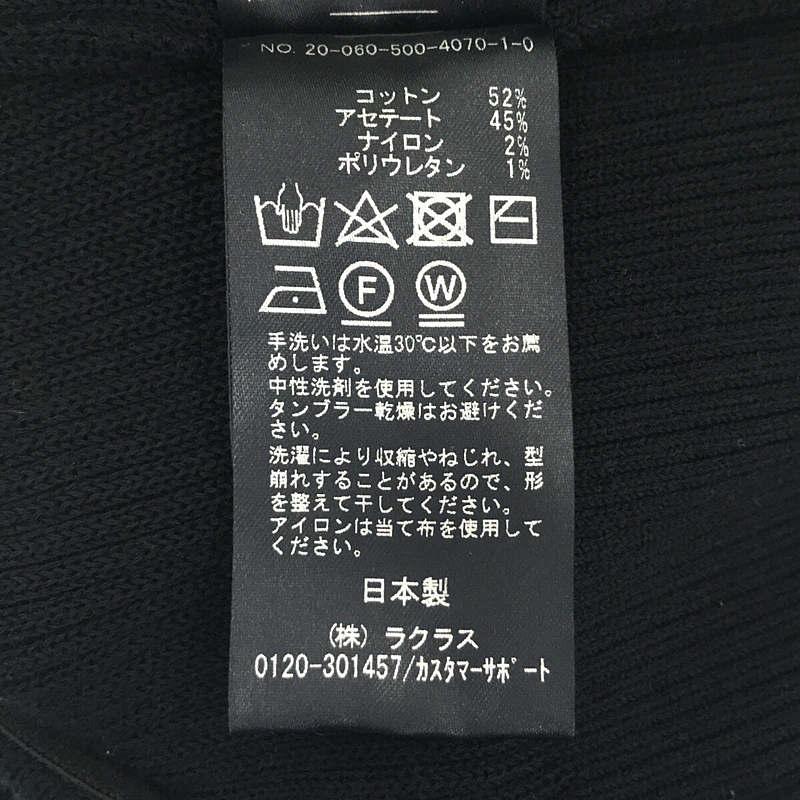 NO. 20-060-500-4070-1-0
コットン 52%
アセテート 45%
ナイロン 2%
ポリウレタン 1%
F W
手洗いは水温30℃以下をお薦
めします。
中性洗剤を使用してください。
タンブラー乾燥はお避けくだ
さい。
洗濯により収縮やねじれ、型
崩れすることがあるので、形
を整えて干してください。
アイロンは当て布を使用して
ください。
日本製
(株) ラクラス
0120-301457/カスタマーサポート